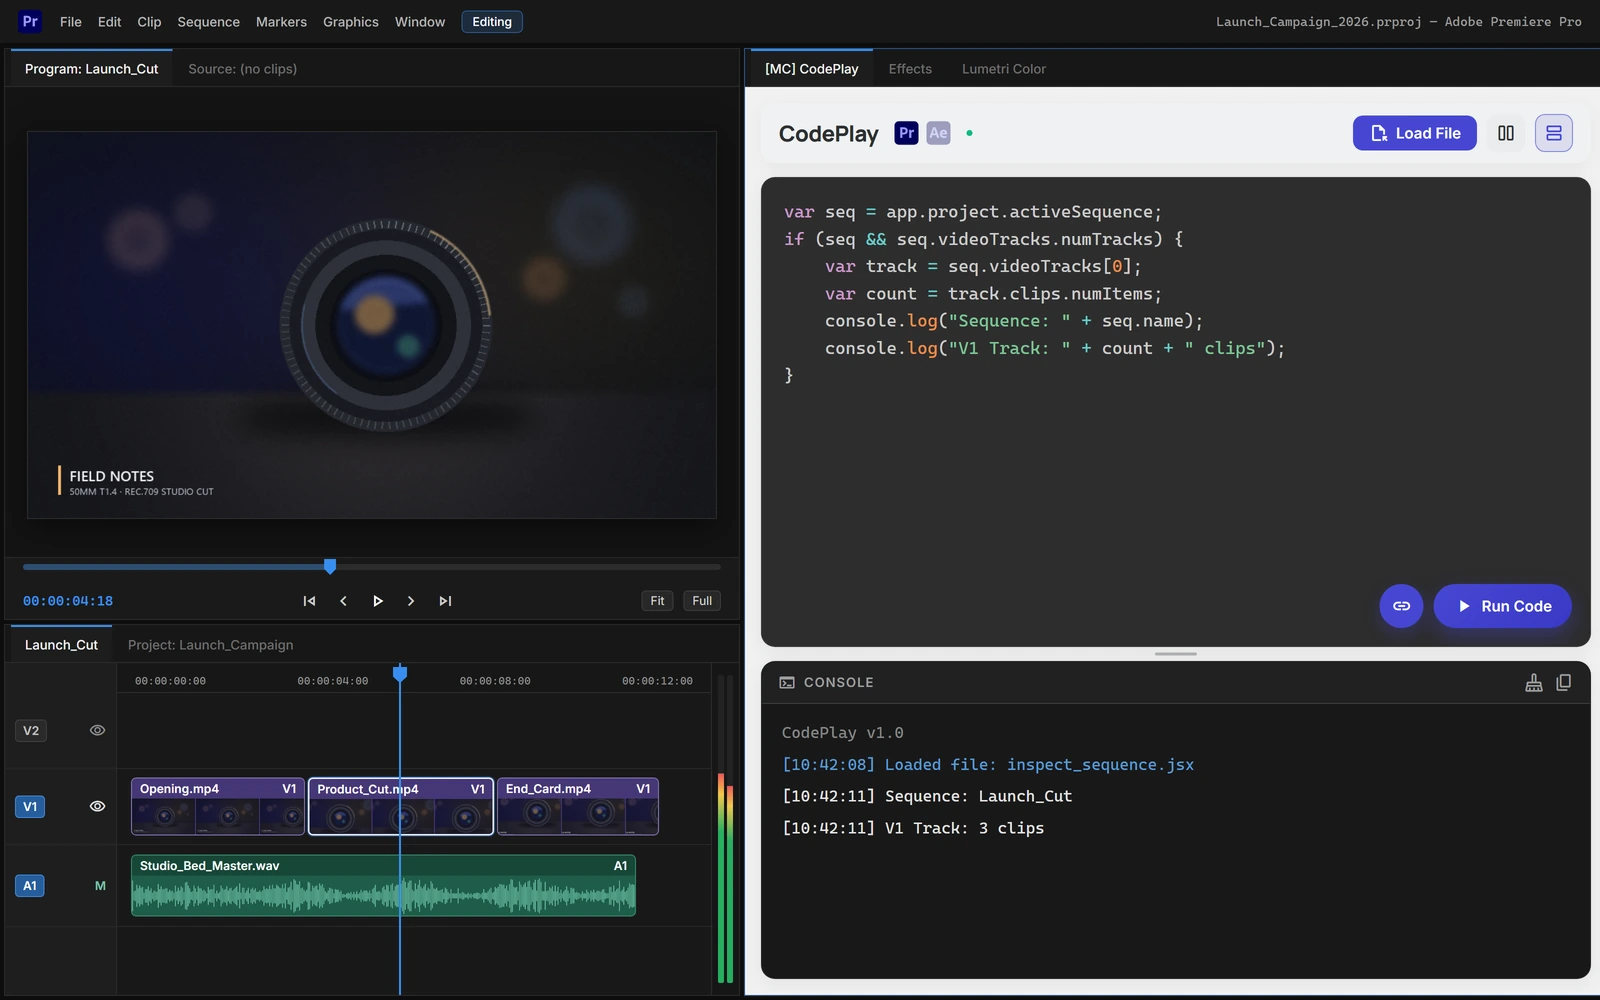 Pr File Edit Clip Sequence Markers Graphics Window Editing
Launch_Campaign_2026.prproj — Adobe Premiere Pro
Program: Launch_Cut Source: (no clips)
FIELD NOTES
50MM T1.4 · REC.709 STUDIO CUT
00:00:04:18
Fit Full
Launch_Cut Project: Launch_Campaign
00:00:00:00 00:00:04:00 00:00:08:00 00:00:12:00
V2
V1
Opening.mp4 V1
Product_Cut.mp4 V1
End_Card.mp4 V1
A1 M
Studio_Bed_Master.wav A1
[MC] CodePlay Effects Lumetri Color
CodePlay Pr Ae
Load File
var seq = app.project.activeSequence;
if (seq && seq.videoTracks.numTracks) {
    var track = seq.videoTracks[0];
    var count = track.clips.numItems;
    console.log("Sequence: " + seq.name);
    console.log("V1 Track: " + count + " clips");
}
Run Code
CONSOLE
CodePlay v1.0
[10:42:08] Loaded file: inspect_sequence.jsx
[10:42:11] Sequence: Launch_Cut
[10:42:11] V1 Track: 3 clips